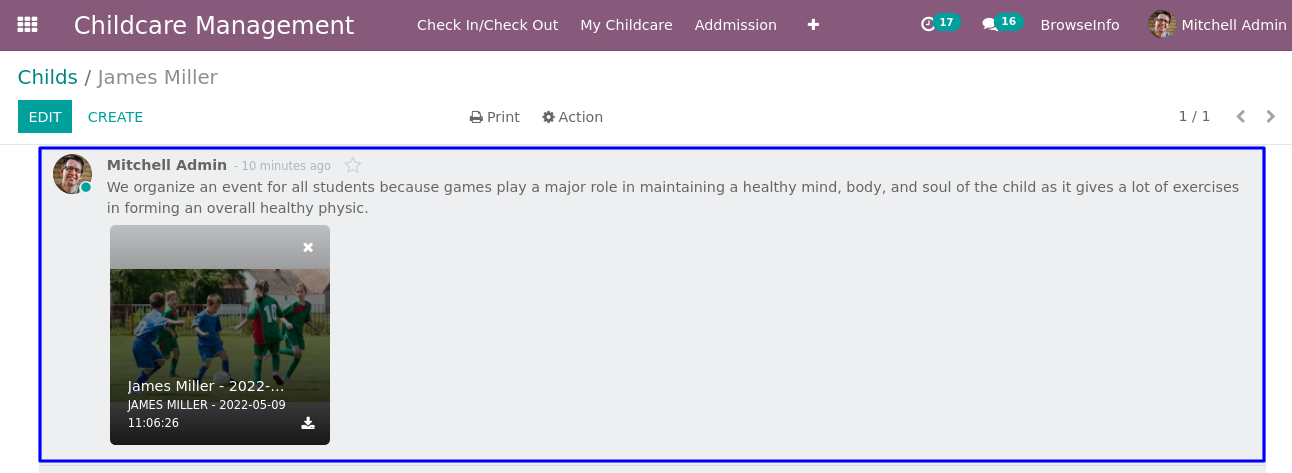 Childcare Management Check In/Check Out My Childcare Addmission 17 16 BrowseInfo Mitchell Admin
Childs / James Miller
EDIT CREATE Print Action 1 / 1
Mitchell Admin - 10 minutes ago
We organize an event for all students because games play a major role in maintaining a healthy mind, body, and soul of the child as it gives a lot of exercises
in forming an overall healthy physic.
10
James Miller - 2022-...
JAMES MILLER - 2022-05-09
11:06:26